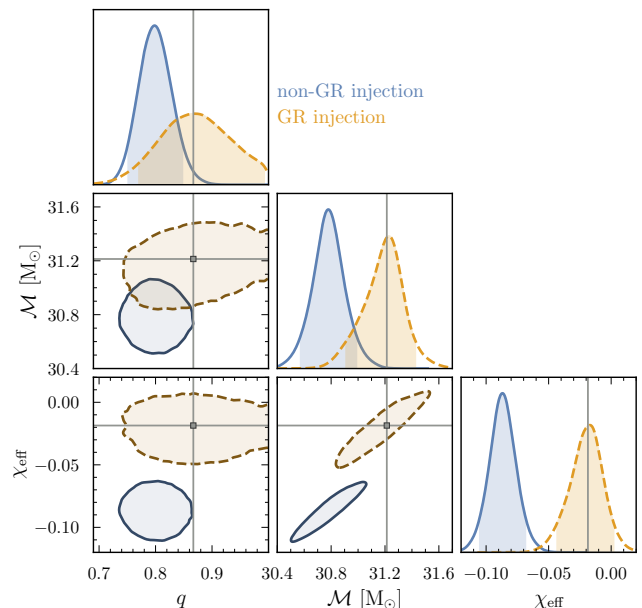 non-GR injection
GR injection
31.6
31.2
30.8
30.4
ℳ [M⊙]
0.00
−0.05
−0.10
χeff
0.7 0.8 0.9 30.4 30.8 31.2 31.6 −0.10 −0.05 0.00
q ℳ [M⊙] χeff